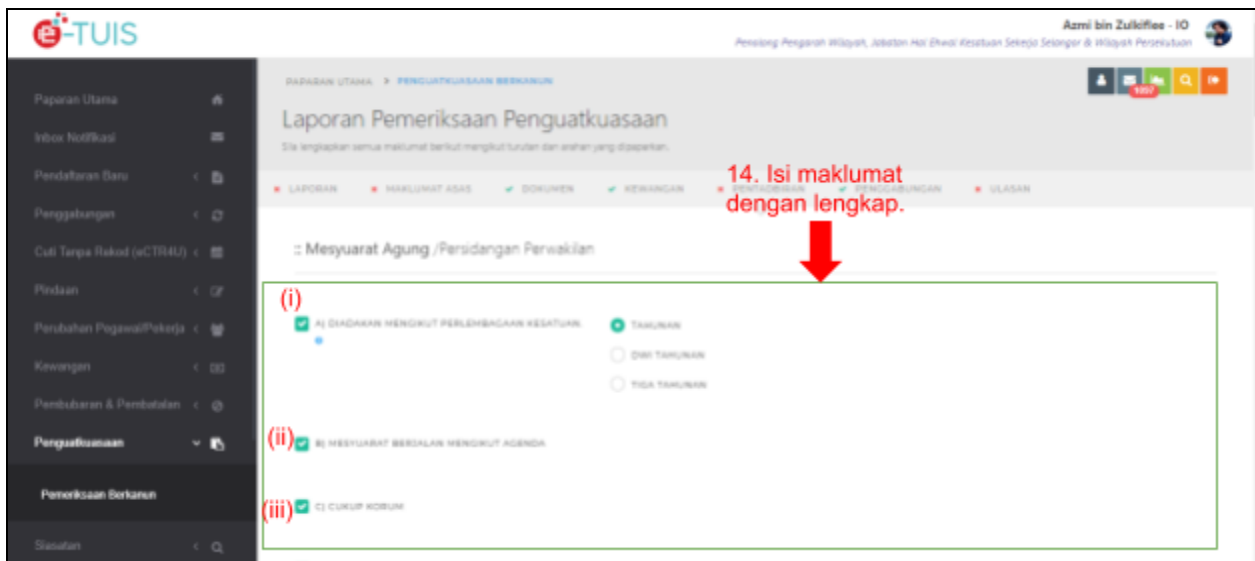 e-TUIS
Azmi bin Zulkiflee - IO
Penolong Pengarah Wilayah, Jabatan Hal Ehwal Kesatuan Sekerja Selangor & Wilayah Persekutuan
PAPARAN UTAMA > PENGUATKUASAAN BERKANUN
1097
Laporan Pemeriksaan Penguatkuasaan
Sila lengkapkan semua maklumat berikut mengikut turutan dan arahan yang dipaparkan.
Paparan Utama
Inbox Notifikasi
Pendaftaran Baru
Penggabungan
Cuti Tanpa Rekod (eCTR4U)
Pindaan
Perubahan Pegawai/Pekerja
Kewangan
Pembubaran & Pembatalan
Penguatkuasaan
Pemeriksaan Berkanun
Siasatan
LAPORAN MAKLUMAT ASAS DOKUMEN KEWANGAN PENTADBIRAN PENGGABUNGAN ULASAN
14. Isi maklumat
dengan lengkap.
:: Mesyuarat Agung /Persidangan Perwakilan
(i)
A) DIADAKAN MENGIKUT PERLEMBAGAAN KESATUAN.
TAHUNAN
DWI TAHUNAN
TIGA TAHUNAN
(ii) B) MESYUARAT BERJALAN MENGIKUT AGENDA
(iii) C) CUKUP KORUM